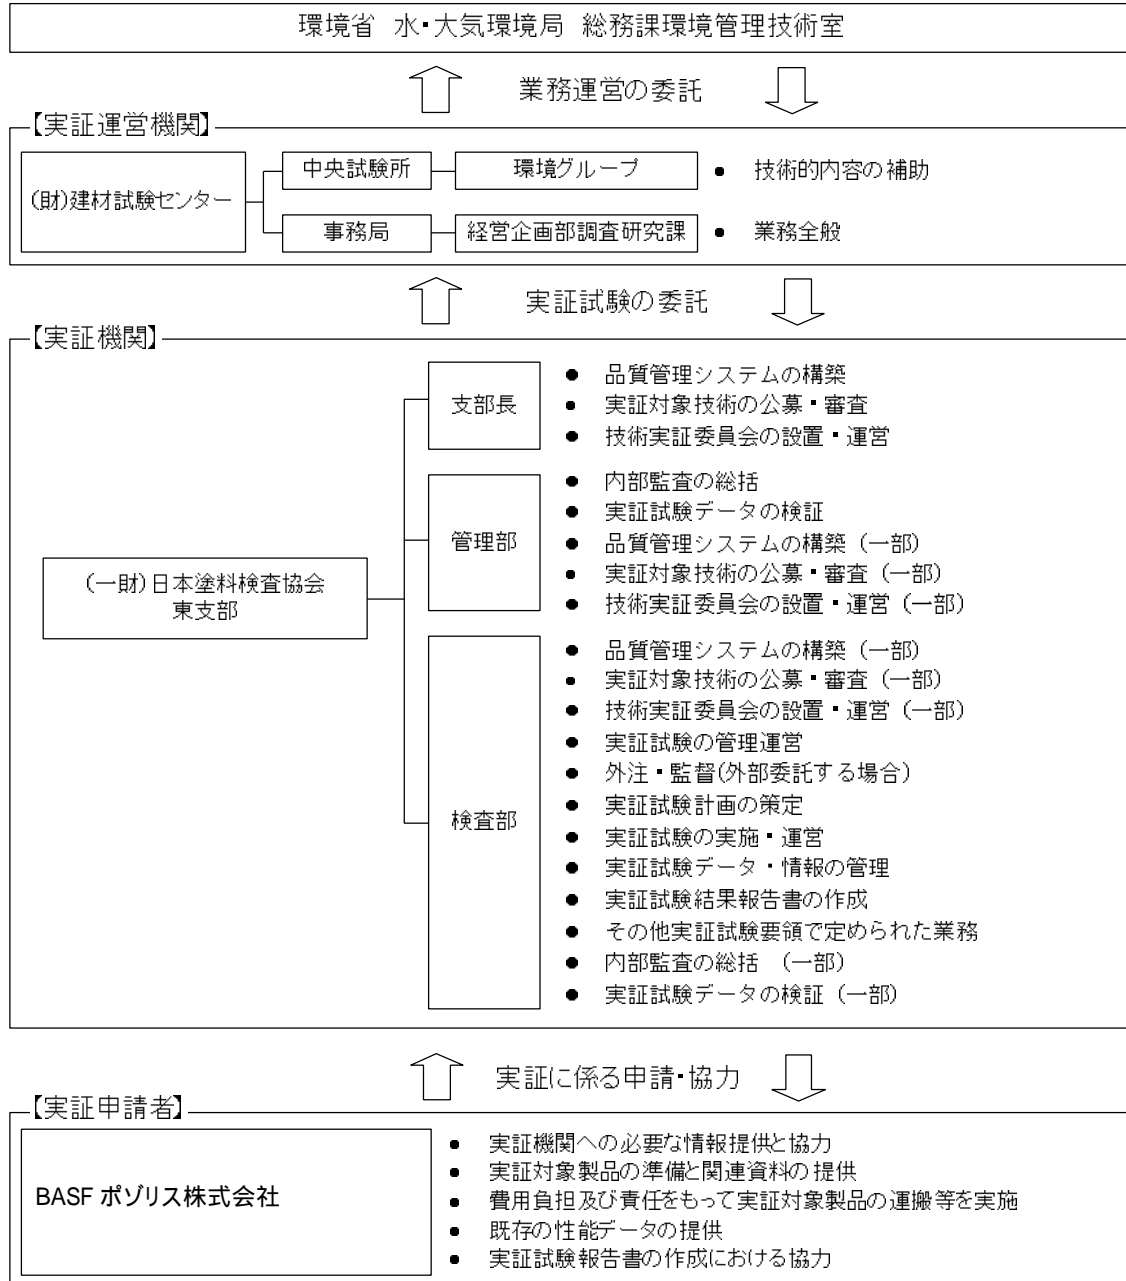 環境省 水・大気環境局 総務課環境管理技術室
業務運営の委託
【実証運営機関】
(財)建材試験センター
中央試験所
環境グループ
● 技術的内容の補助
事務局
経営企画部調査研究課
● 業務全般
実証試験の委託
【実証機関】
(一財)日本塗料検査協会
東支部
支部長
● 品質管理システムの構築
● 実証対象技術の公募・審査
● 技術実証委員会の設置・運営
管理部
● 内部監査の総括
● 実証試験データの検証
● 品質管理システムの構築(一部)
● 実証対象技術の公募・審査(一部)
● 技術実証委員会の設置・運営(一部)
検査部
● 品質管理システムの構築(一部)
● 実証対象技術の公募・審査(一部)
● 技術実証委員会の設置・運営(一部)
● 実証試験の管理運営
● 外注・監督(外部委託する場合)
● 実証試験計画の策定
● 実証試験の実施・運営
● 実証試験データ・情報の管理
● 実証試験結果報告書の作成
● その他実証試験要領で定められた業務
● 内部監査の総括 (一部)
● 実証試験データの検証(一部)
実証に係る申請・協力
【実証申請者】
BASF ポゾリス株式会社
● 実証機関への必要な情報提供と協力
● 実証対象製品の準備と関連資料の提供
● 費用負担及び責任をもって実証対象製品の運搬等を実施
● 既存の性能データの提供
● 実証試験報告書の作成における協力